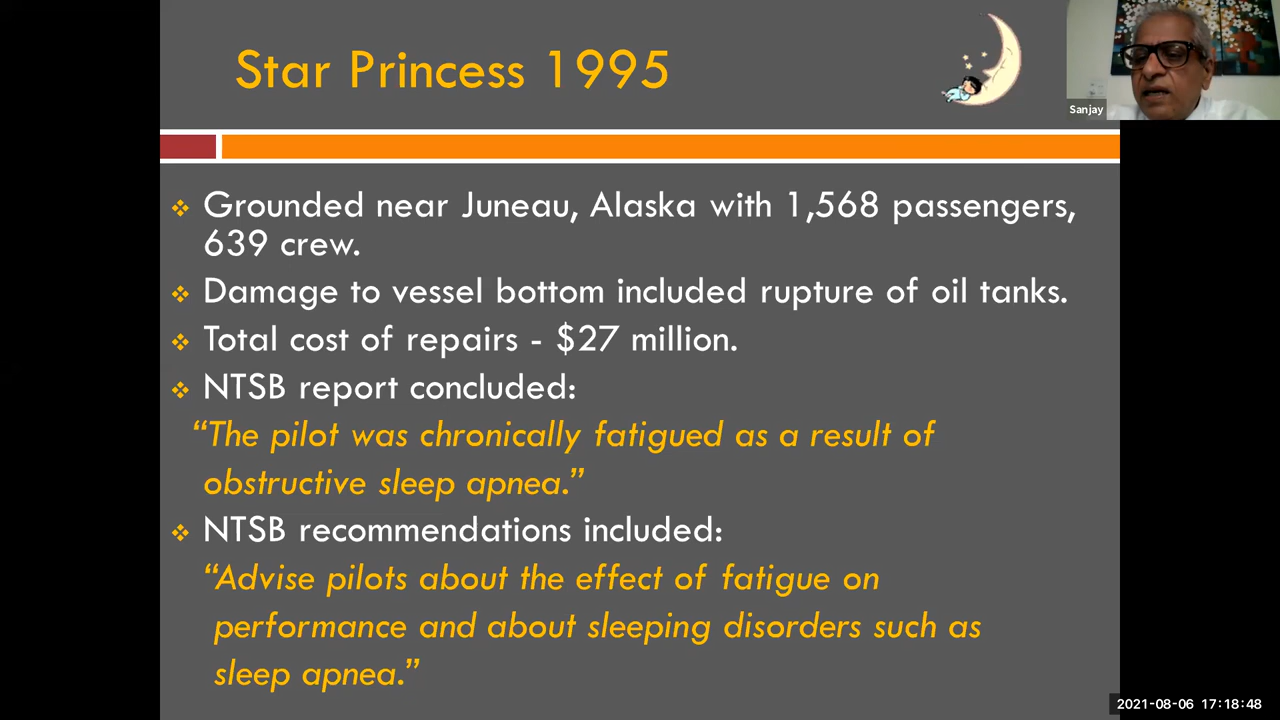 Star Princess 1995
Sanjay
❖ Grounded near Juneau, Alaska with 1,568 passengers,
639 crew.
❖ Damage to vessel bottom included rupture of oil tanks.
❖ Total cost of repairs - $27 million.
❖ NTSB report concluded:
“The pilot was chronically fatigued as a result of
obstructive sleep apnea.”
❖ NTSB recommendations included:
“Advise pilots about the effect of fatigue on
performance and about sleeping disorders such as
sleep apnea.”
2021-08-06 17:18:48